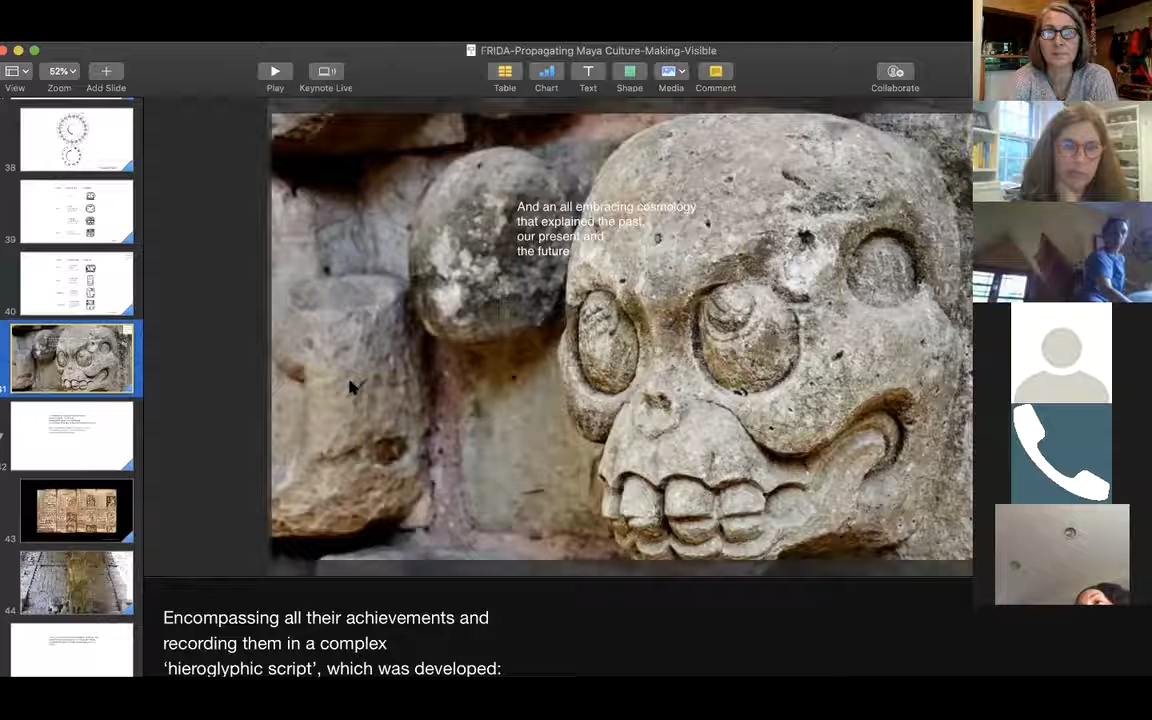 FRIDA-Propagating Maya Culture-Making-Visible
52%
View
Zoom
Add Slide
Play
Keynote Live
Table
Chart
Text
Shape
Media
Comment
Collaborate
38
39
40
42
43
44
And an all embracing cosmology
that explained the past,
our present and
the future
Encompassing all their achievements and
recording them in a complex
‘hieroglyphic script’, which was developed: